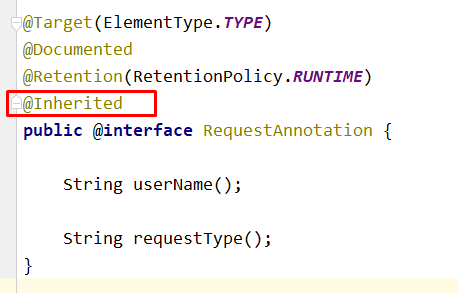 @Target(ElementType.TYPE)
@Documented
@Retention(RetentionPolicy.RUNTIME)
@Inherited
public @interface RequestAnnotation {
String userName();
String requestType();
}